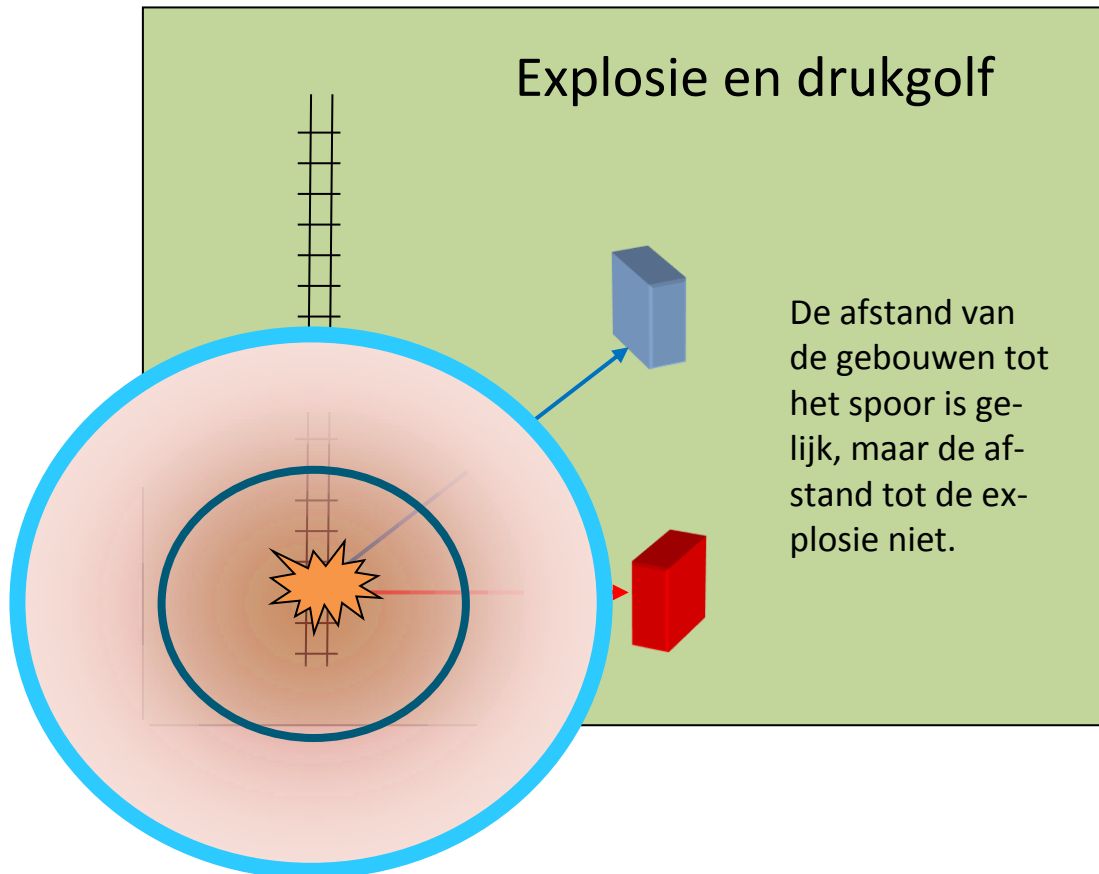 Explosie en drukgolf
De afstand van
de gebouwen tot
het spoor is ge-
lijk, maar de af-
stand tot de ex-
plosie niet.